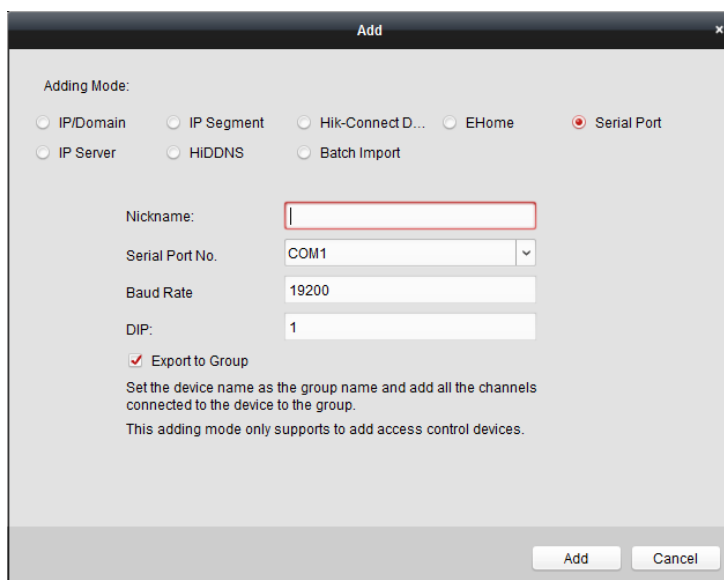 Add
Adding Mode:
IP/Domain IP Segment Hik-Connect D... EHome Serial Port
IP Server HiDDNS Batch Import
Nickname:
Serial Port No. COM1
Baud Rate 19200
DIP: 1
Export to Group
Set the device name as the group name and add all the channels
connected to the device to the group.
This adding mode only supports to add access control devices.
Add Cancel